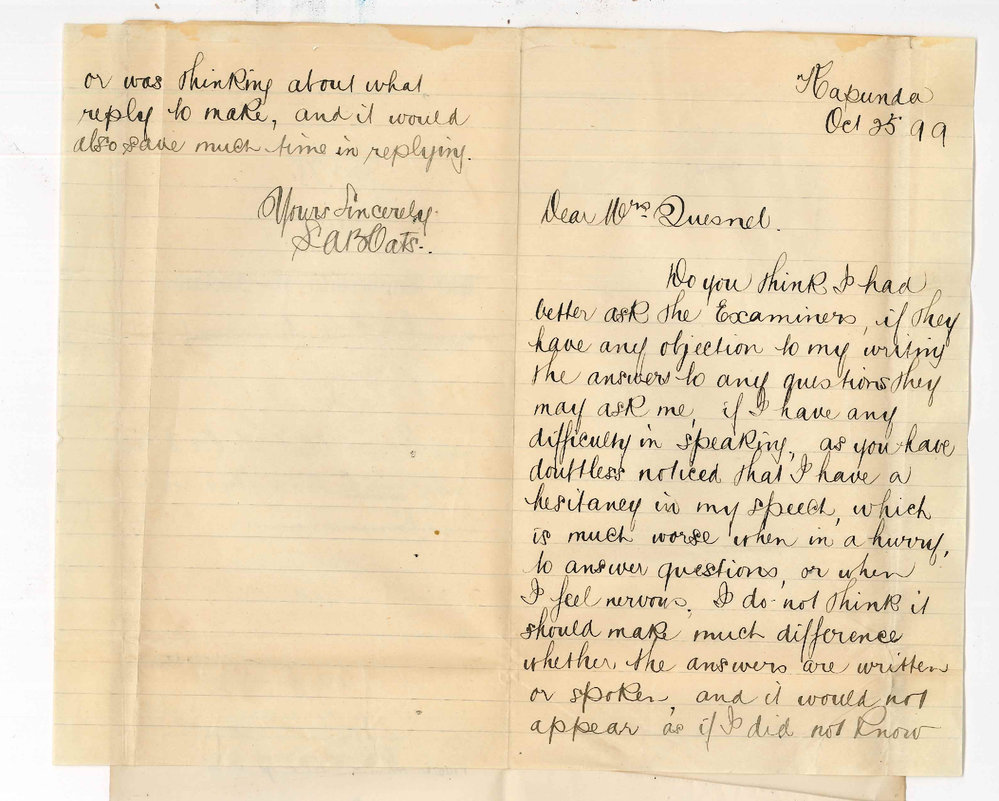 Kapunda
Oct 25 99
Dear Mrs Quesnel.
Do you think I had
better ask the Examiners, if they
have any objection to my writing
the answers to any questions they
may ask me, if I have any
difficulty in speaking, as you have
doubtless noticed that I have a
hesitancy in my speech, which
is much worse when in a hurry,
to answer questions, or when
I feel nervous. I do not think it
should make much difference
whether the answers are written
or spoken, and it would not
appear as if I did not know
or was thinking about what
reply to make, and it would
also save much time in replying.
Yours Sincerely
S. A B Oats.